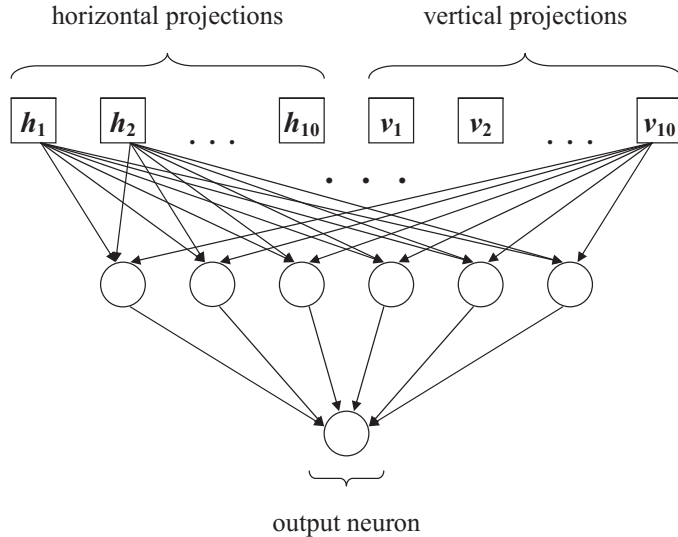 horizontal projections vertical projections
h1 h2 . . . h10 v1 v2 . . . v10
. . .
output neuron